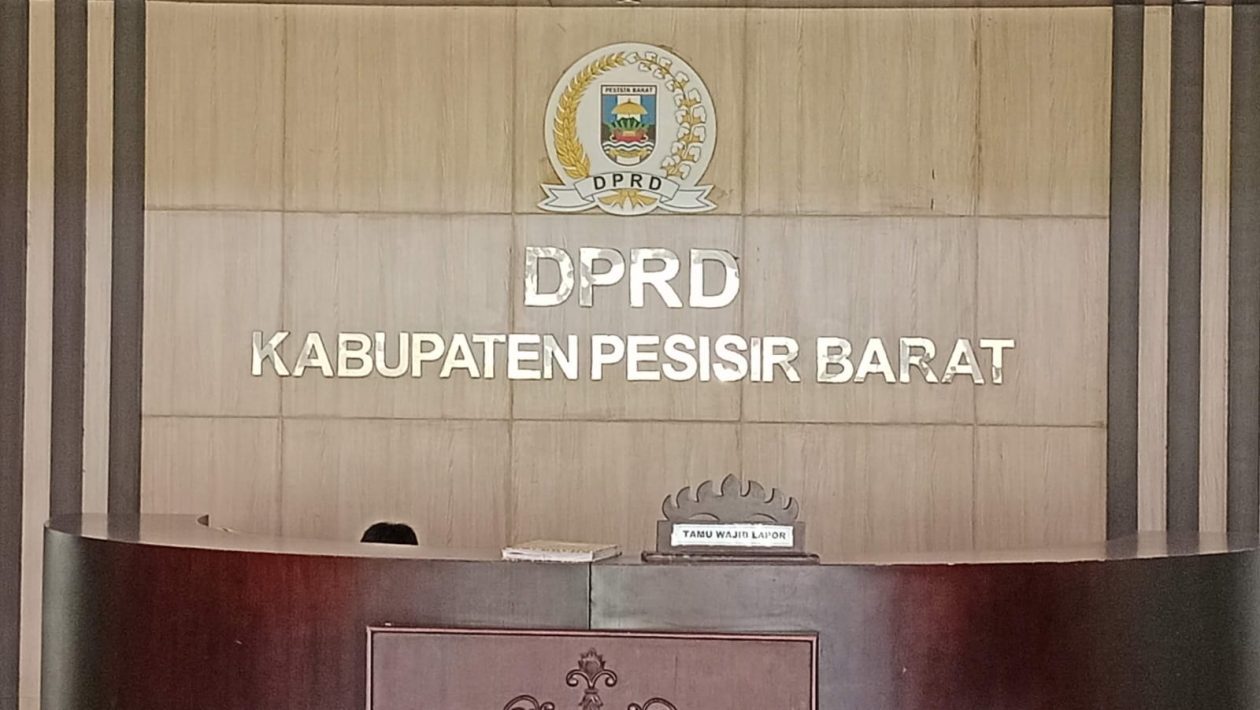 PESISIR BARAT
DPRD
DPRD
KABUPATEN PESISIR BARAT
TAMU WAJIB LAPOR